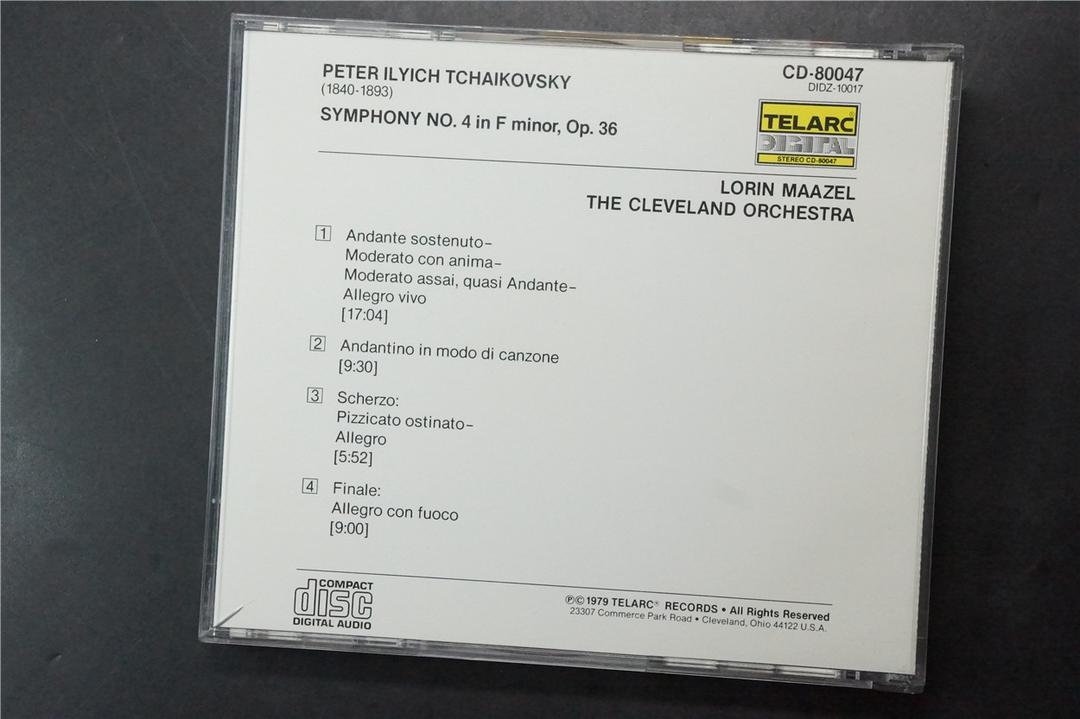 PETER ILYICH TCHAIKOVSKY
(1840-1893)
SYMPHONY NO. 4 in F minor, Op. 36
CD-80047
DIDZ-10017
TELARC®
DIGITAL
STEREO CD-80047
LORIN MAAZEL
THE CLEVELAND ORCHESTRA
1 Andante sostenuto–
Moderato con anima–
Moderato assai, quasi Andante–
Allegro vivo
[17:04]
2 Andantino in modo di canzone
[9:30]
3 Scherzo:
Pizzicato ostinato–
Allegro
[5:52]
4 Finale:
Allegro con fuoco
[9:00]
COMPACT
disc
DIGITAL AUDIO
℗©1979 TELARC® RECORDS • All Rights Reserved
23307 Commerce Park Road • Cleveland, Ohio 44122 U.S.A.